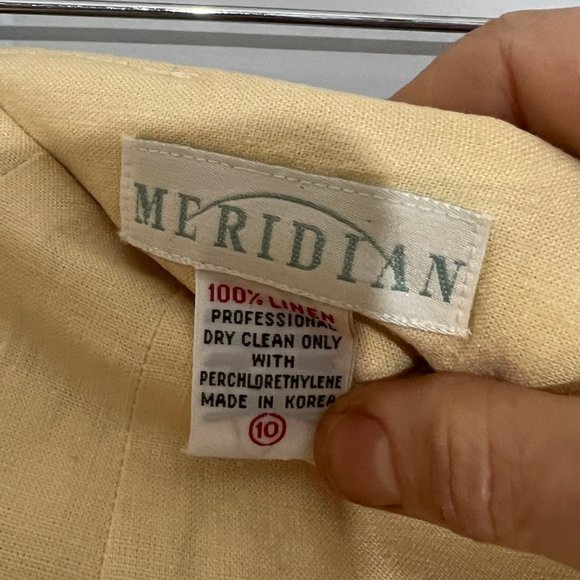 MERIDIAN
100% LINEN
PROFESSIONAL
DRY CLEAN ONLY
WITH
PERCHLORETHYLENE
MADE IN KOREA
10